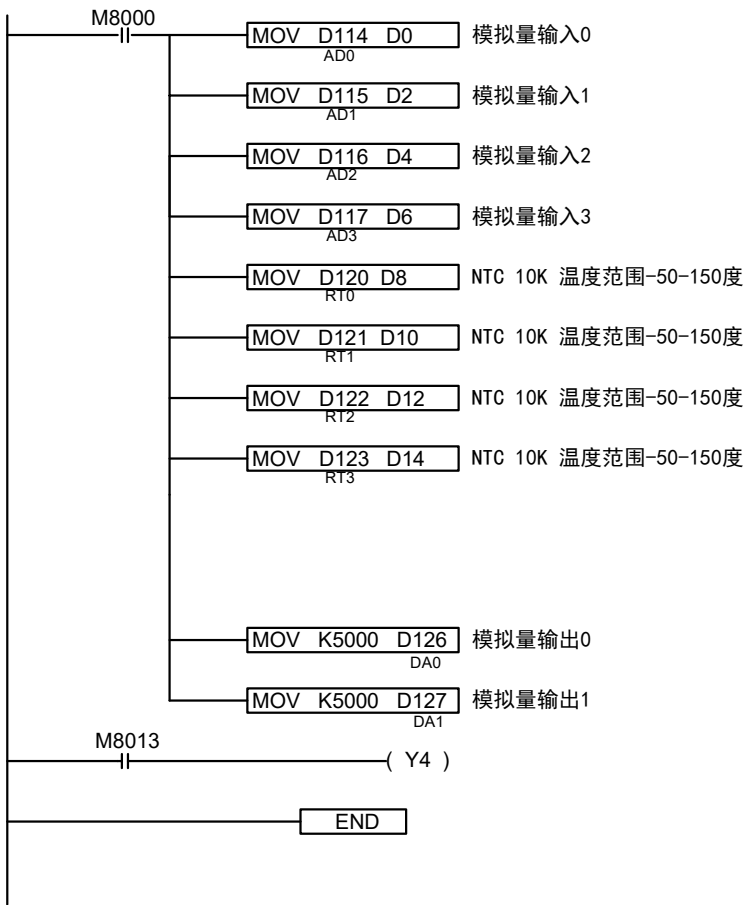 M8000
MOV D114 D0 模拟量输入0
AD0
MOV D115 D2 模拟量输入1
AD1
MOV D116 D4 模拟量输入2
AD2
MOV D117 D6 模拟量输入3
AD3
MOV D120 D8 NTC 10K 温度范围-50-150度
RT0
MOV D121 D10 NTC 10K 温度范围-50-150度
RT1
MOV D122 D12 NTC 10K 温度范围-50-150度
RT2
MOV D123 D14 NTC 10K 温度范围-50-150度
RT3
MOV K5000 D126 模拟量输出0
DA0
MOV K5000 D127 模拟量输出1
DA1
M8013
( Y4 )
END